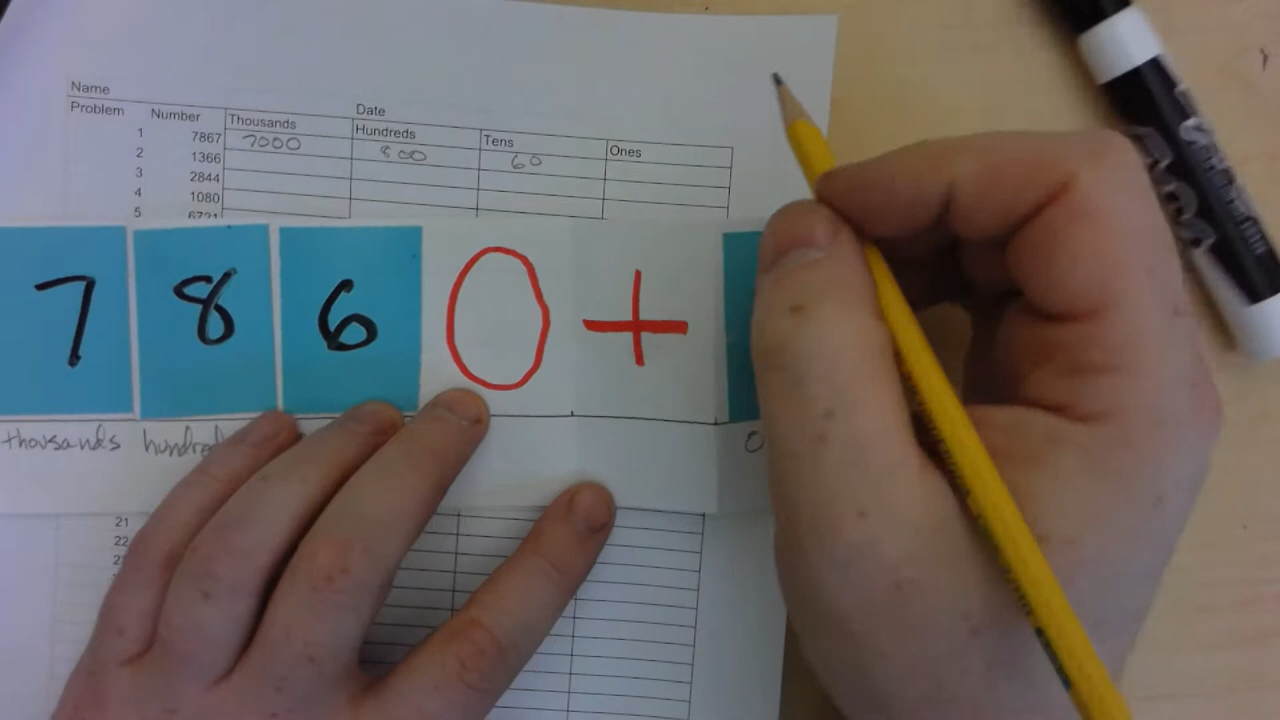 Name Date
Problem Number Thousands Hundreds Tens Ones
1 7867 7000 800 60
2 1366
3 2844
4 1080
5 6721
7 8 6 0 +
thousands
21
22